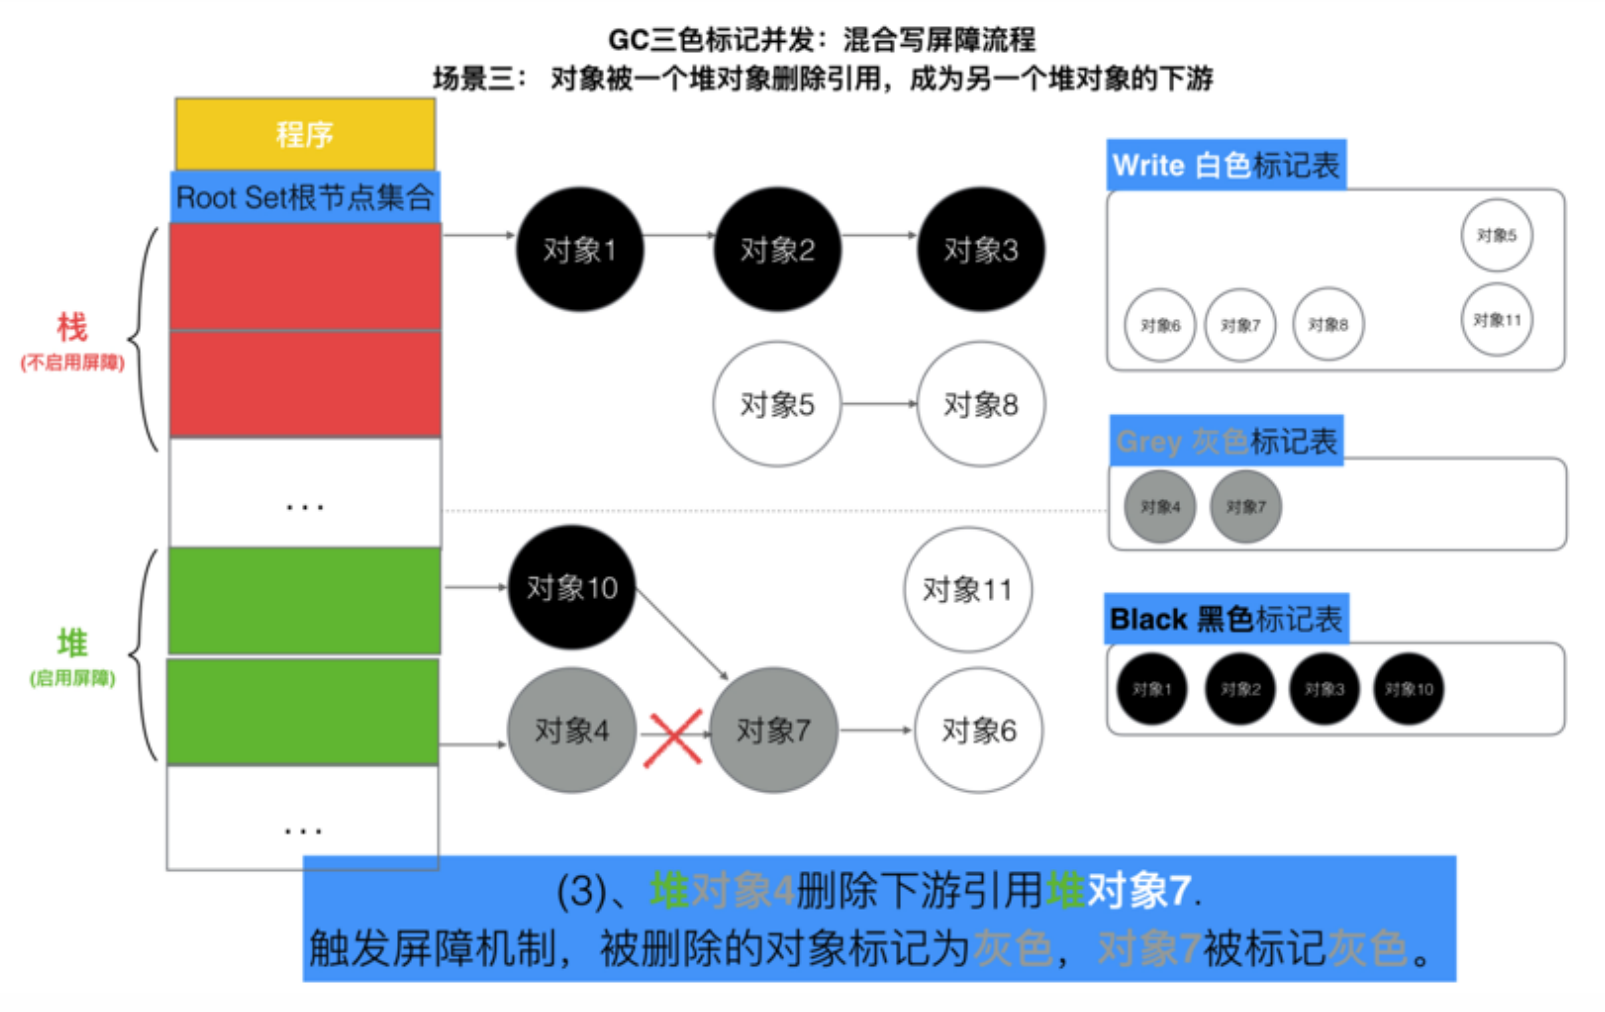 GC三色标记并发：混合写屏障流程
场景三： 对象被一个堆对象删除引用，成为另一个堆对象的下游
程序
Root Set根节点集合
栈
(不启用屏障)
...
堆
(启用屏障)
...
对象1
对象2
对象3
对象5
对象8
对象10
对象11
对象4
对象7
对象6
Write 白色标记表
对象5
对象6
对象7
对象8
对象11
Grey 灰色标记表
对象4
对象7
Black 黑色标记表
对象1
对象2
对象3
对象10
(3)、堆对象4删除下游引用堆对象7.
触发屏障机制，被删除的对象标记为灰色，对象7被标记灰色。